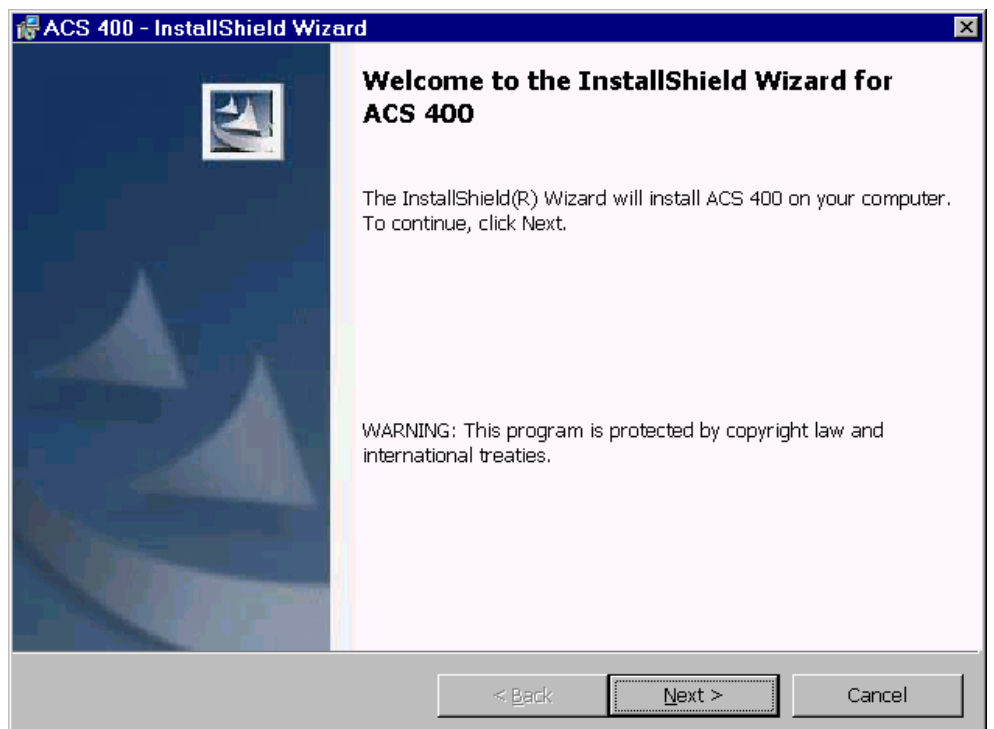 ACS 400 - InstallShield Wizard
Welcome to the InstallShield Wizard for
ACS 400
The InstallShield(R) Wizard will install ACS 400 on your computer.
To continue, click Next.
WARNING: This program is protected by copyright law and
international treaties.
< Back
Next >
Cancel